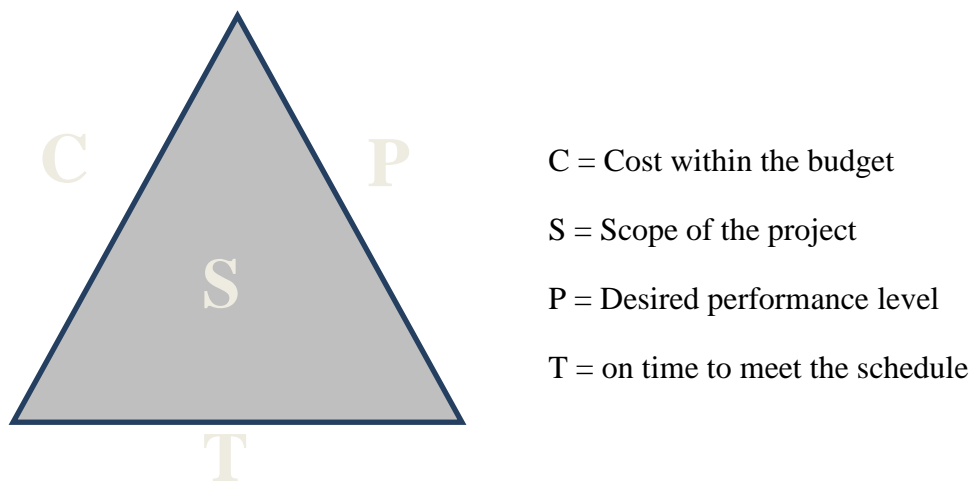 C
P
S
T
C = Cost within the budget
S = Scope of the project
P = Desired performance level
T = on time to meet the schedule